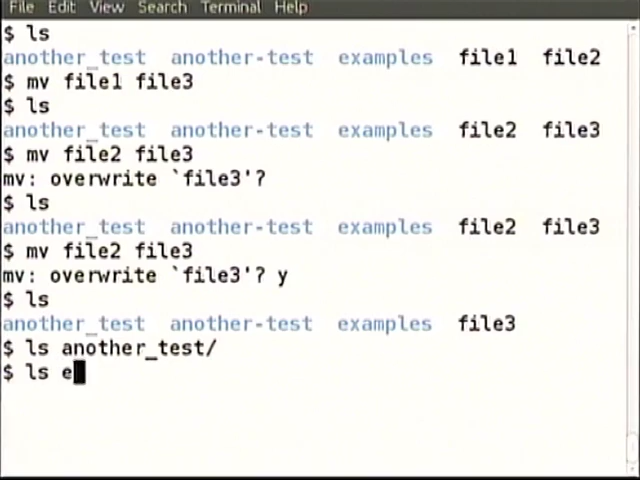 File Edit View Search Terminal Help
$ ls
another_test another-test examples file1 file2
$ mv file1 file3
$ ls
another_test another-test examples file2 file3
$ mv file2 file3
mv: overwrite `file3'?
$ ls
another_test another-test examples file2 file3
$ mv file2 file3
mv: overwrite `file3'? y
$ ls
another_test another-test examples file3
$ ls another_test/
$ ls e